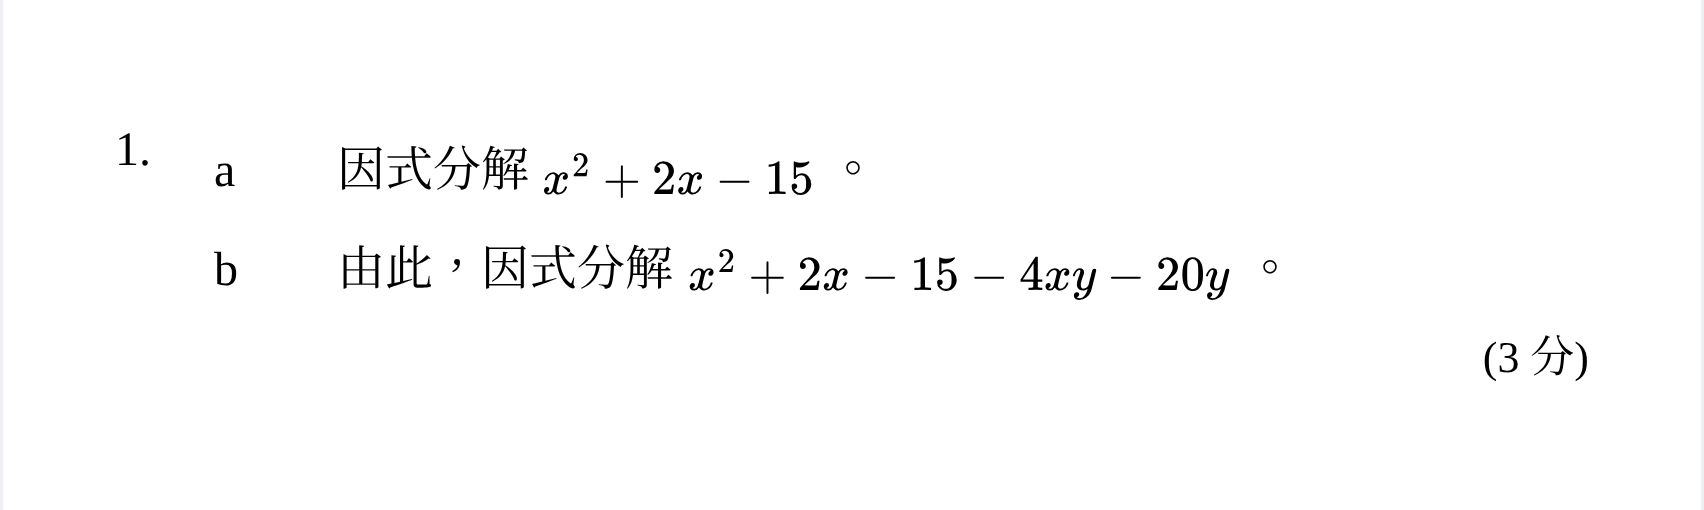 1. a 因式分解 x² + 2x − 15 。
b 由此，因式分解 x² + 2x − 15 − 4xy − 20y 。
(3 分)